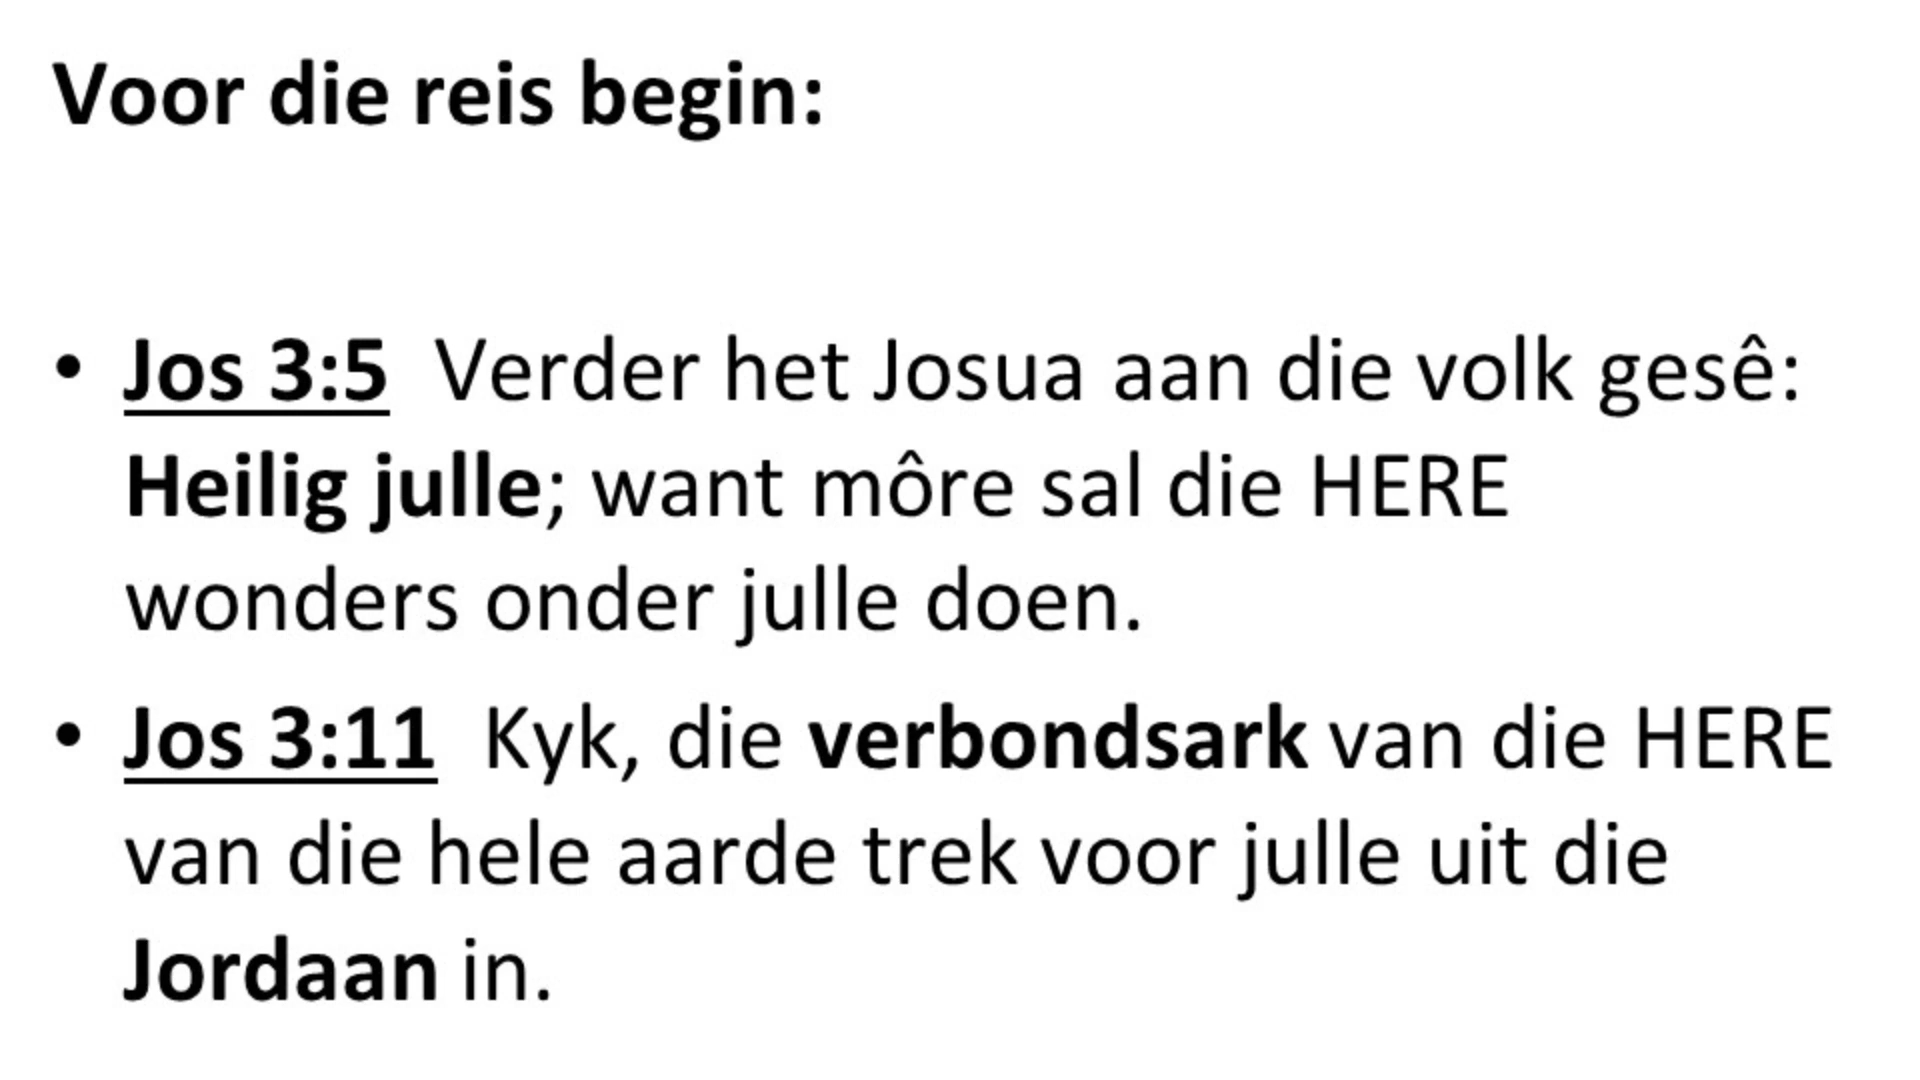 Voor die reis begin:
• Jos 3:5  Verder het Josua aan die volk gesê:
Heilig julle; want môre sal die HERE
wonders onder julle doen.
• Jos 3:11  Kyk, die verbondsark van die HERE
van die hele aarde trek voor julle uit die
Jordaan in.